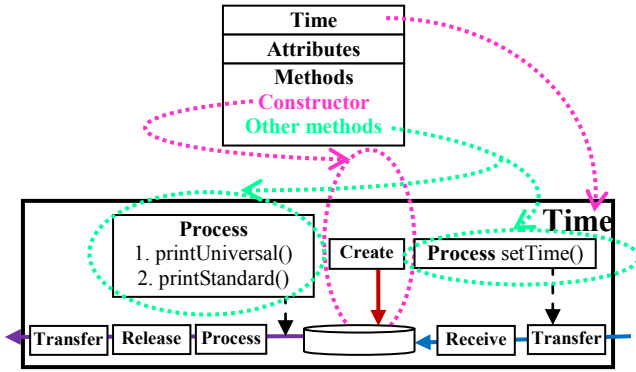 Time
Attributes
Methods
Constructor
Other methods
Time
Process
1. printUniversal()
2. printStandard()
Create
Process setTime()
Transfer
Release
Process
Receive
Transfer